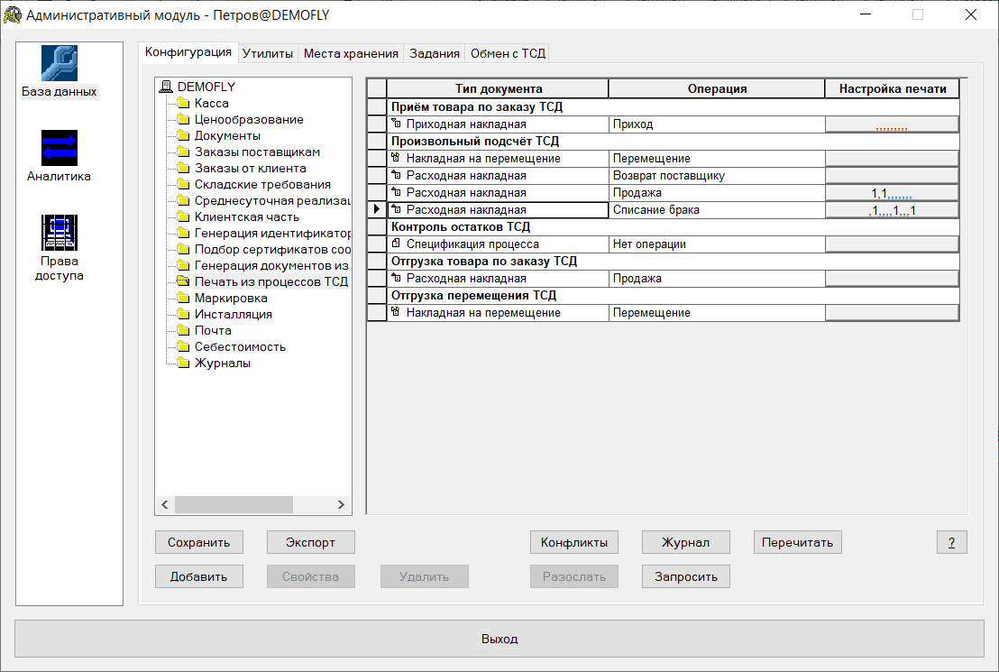 Административный модуль - Петров@DEMOFLY
База данных
Аналитика
Права
доступа
Конфигурация Утилиты Места хранения Задания Обмен с ТСД
DEMOFLY
Касса
Ценообразование
Документы
Заказы поставщикам
Заказы от клиента
Складские требования
Среднесуточная реализац
Клиентская часть
Генерация идентификатор
Подбор сертификатов соо
Генерация документов из
Печать из процессов ТСД
Маркировка
Инсталляция
Почта
Себестоимость
Журналы
Тип документа Операция Настройка печати
Приём товара по заказу ТСД
Приходная накладная Приход ,,,,,,,,,
Произвольный подсчёт ТСД
Накладная на перемещение Перемещение
Расходная накладная Возврат поставщику
Расходная накладная Продажа 1,1,,,,,,,
Расходная накладная Списание брака ,1,,,,1,,,1
Контроль остатков ТСД
Спецификация процесса Нет операции
Отгрузка товара по заказу ТСД
Расходная накладная Продажа
Отгрузка перемещения ТСД
Накладная на перемещение Перемещение
Сохранить Экспорт Конфликты Журнал Перечитать ?
Добавить Свойства Удалить Разослать Запросить
Выход